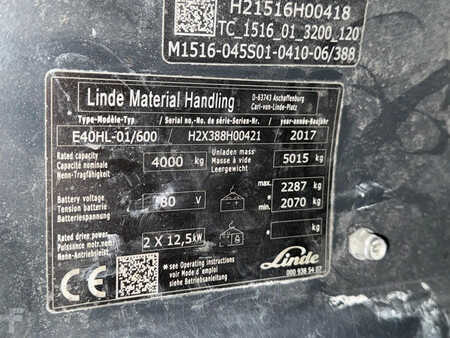 H21516H00418
TC_1516_01_3200_120
M1516-045S01-0410-06/388
Linde Material Handling
D-63743 Aschaffenburg
Carl-von-Linde-Platz
Type-Modèle-Typ / Serial no./No. de série-Serien-Nr. / year-année-Baujahr
E40HL-01/600 / H2X388H00421 / 2017
Rated capacity
Capacité nominale
Nenn-Tragfähigkeit
4000 kg
Unladen mass
Masse à vide
Leergewicht
5015 kg
Battery voltage
Tension batterie
Batteriespannung
80 V
max. 2287 kg
* min. 2070 kg
Rated drive power
Puissance motr.nom.
Nenn-Antriebsleist.
2 X 12,5 kW
* kg
CE
* see Operating instructions
Voir Mode d'emploi
siehe Betriebsanleitung
Linde
000 938 54 07